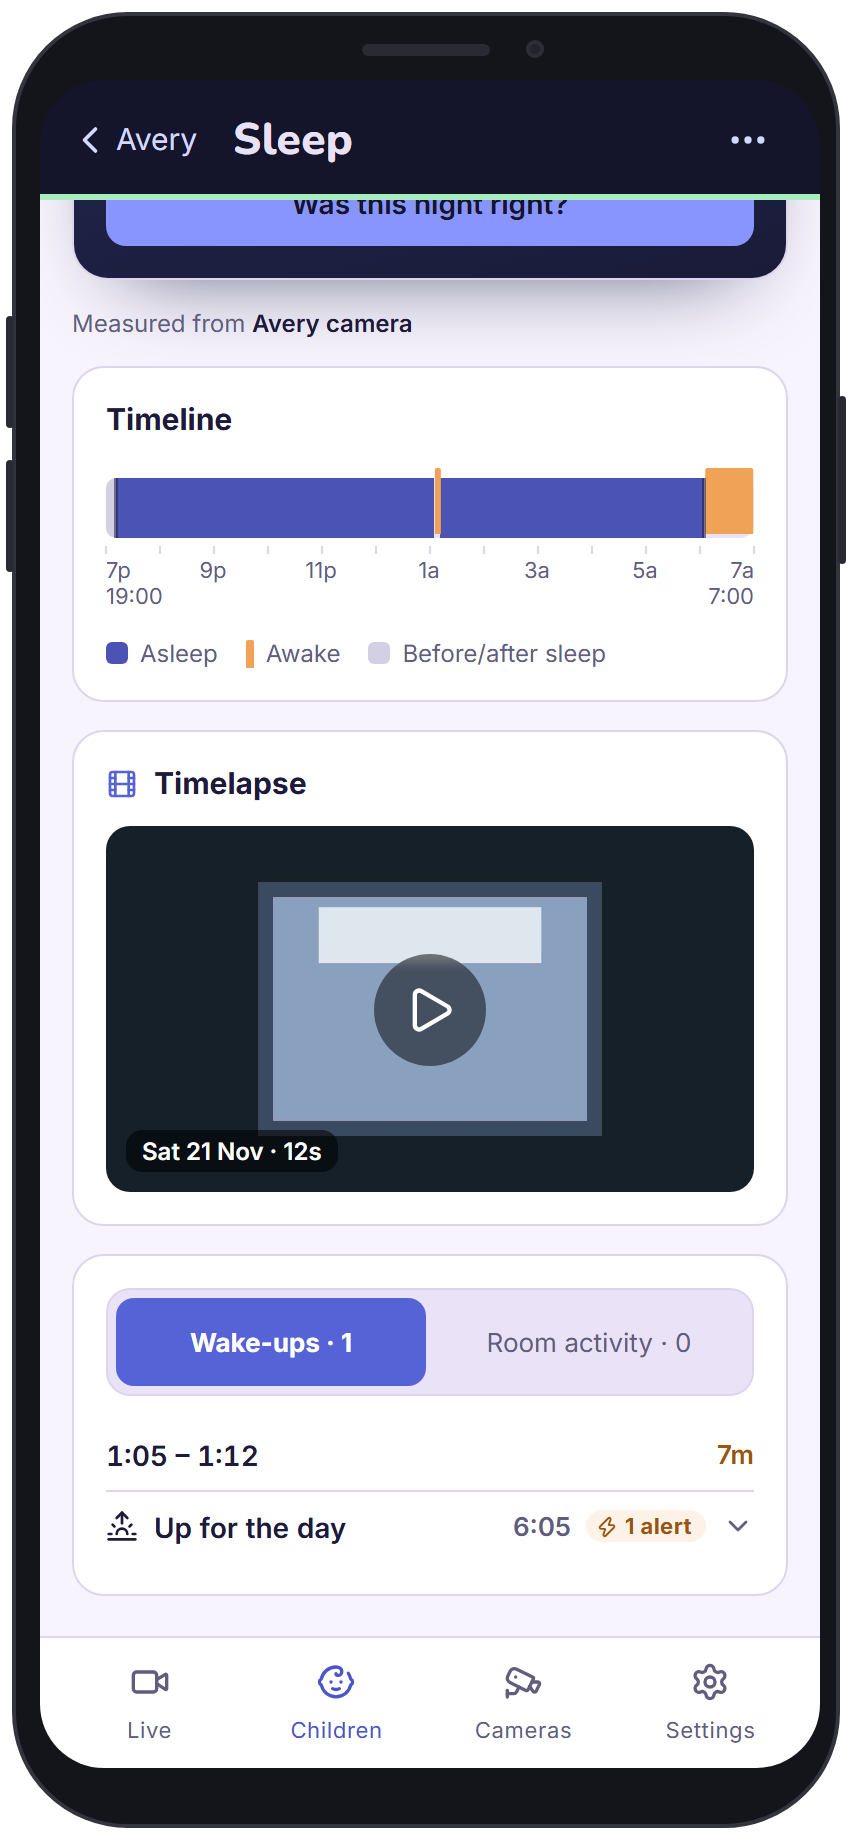 Avery Sleep
Was this night right?
Measured from Avery camera
Timeline
7p 9p 11p 1a 3a 5a 7a
19:00 7:00
Asleep Awake Before/after sleep
Timelapse
Sat 21 Nov · 12s
Wake-ups · 1 Room activity · 0
1:05 – 1:12 7m
Up for the day 6:05 1 alert
Live Children Cameras Settings